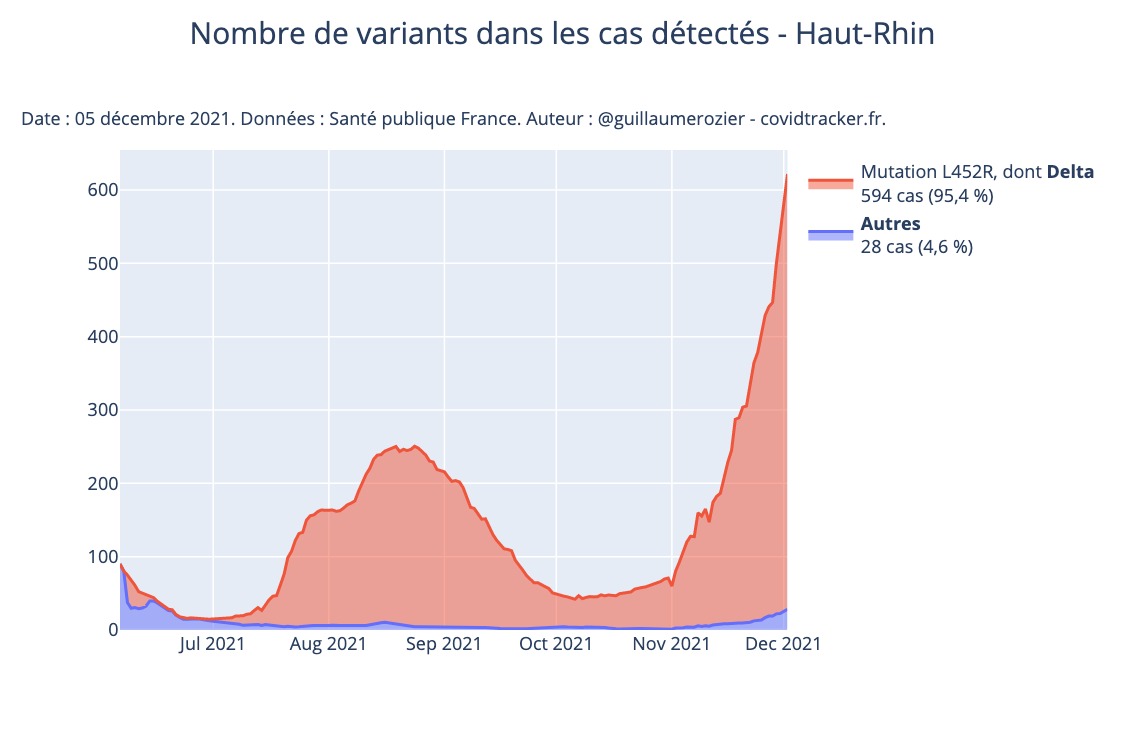 Nombre de variants dans les cas détectés - Haut-Rhin
Date : 05 décembre 2021. Données : Santé publique France. Auteur : @guillaumerozier - covidtracker.fr.
Mutation L452R, dont Delta
594 cas (95,4 %)
Autres
28 cas (4,6 %)
600
500
400
300
200
100
0
Jul 2021
Aug 2021
Sep 2021
Oct 2021
Nov 2021
Dec 2021